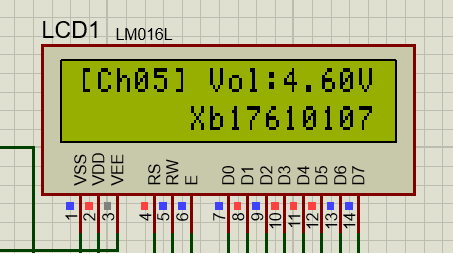 LCD1
LM016L
[Ch05] Vol:4.60V
Xb17610107
VSS
VDD
VEE
RS
RW
E
D0
D1
D2
D3
D4
D5
D6
D7
1
2
3
4
5
6
7
8
9
10
11
12
13
14